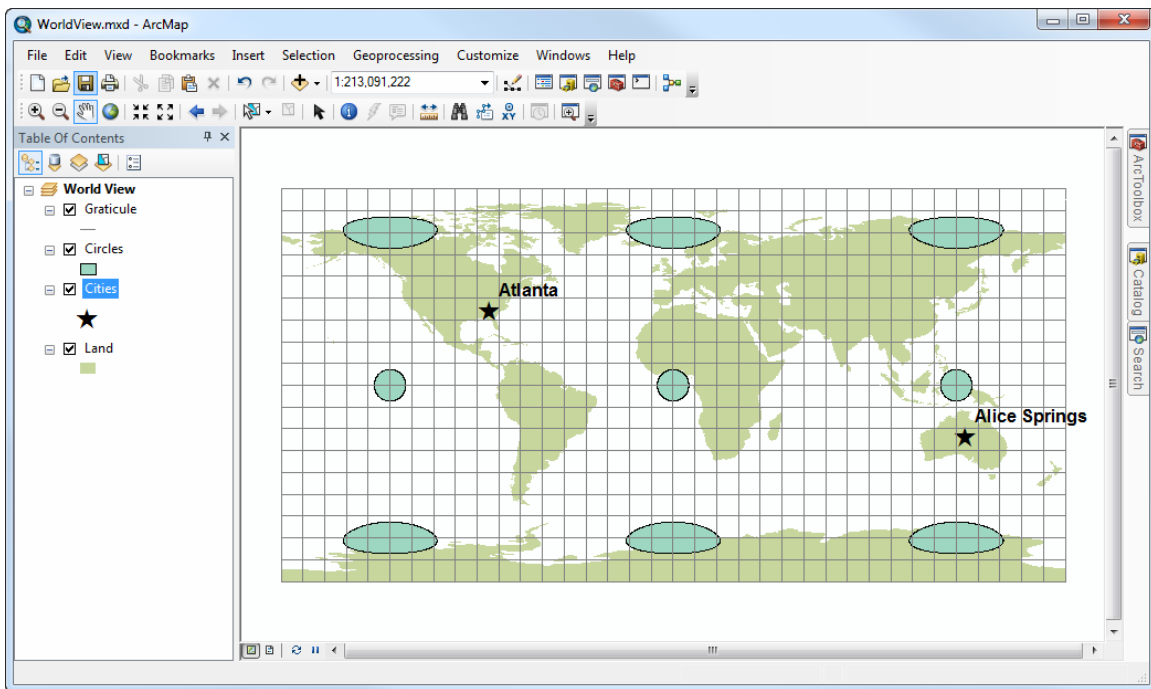 WorldView.mxd - ArcMap
File Edit View Bookmarks Insert Selection Geoprocessing Customize Windows Help
1:213,091,222
XY
Table Of Contents
World View
Graticule
Circles
Cities
Land
Atlanta
Alice Springs
ArcToolbox
Catalog
Search